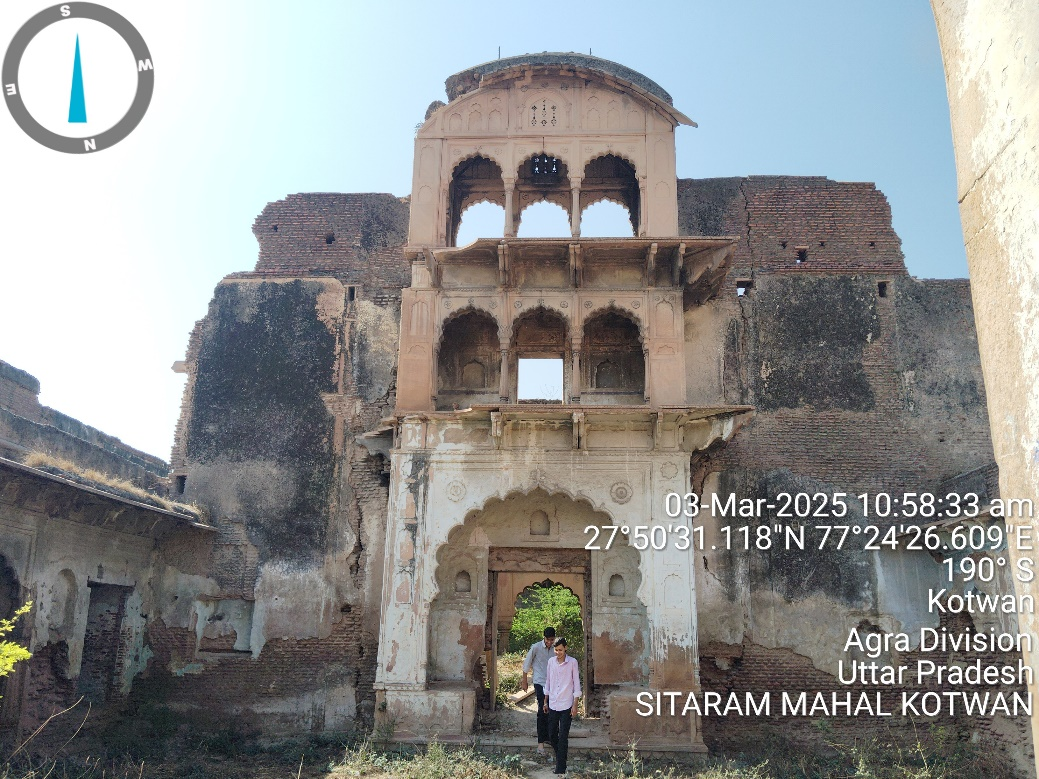 S
W
E
N
03-Mar-2025 10:58:33 am
27°50'31.118"N 77°24'26.609"E
190° S
Kotwan
Agra Division
Uttar Pradesh
SITARAM MAHAL KOTWAN